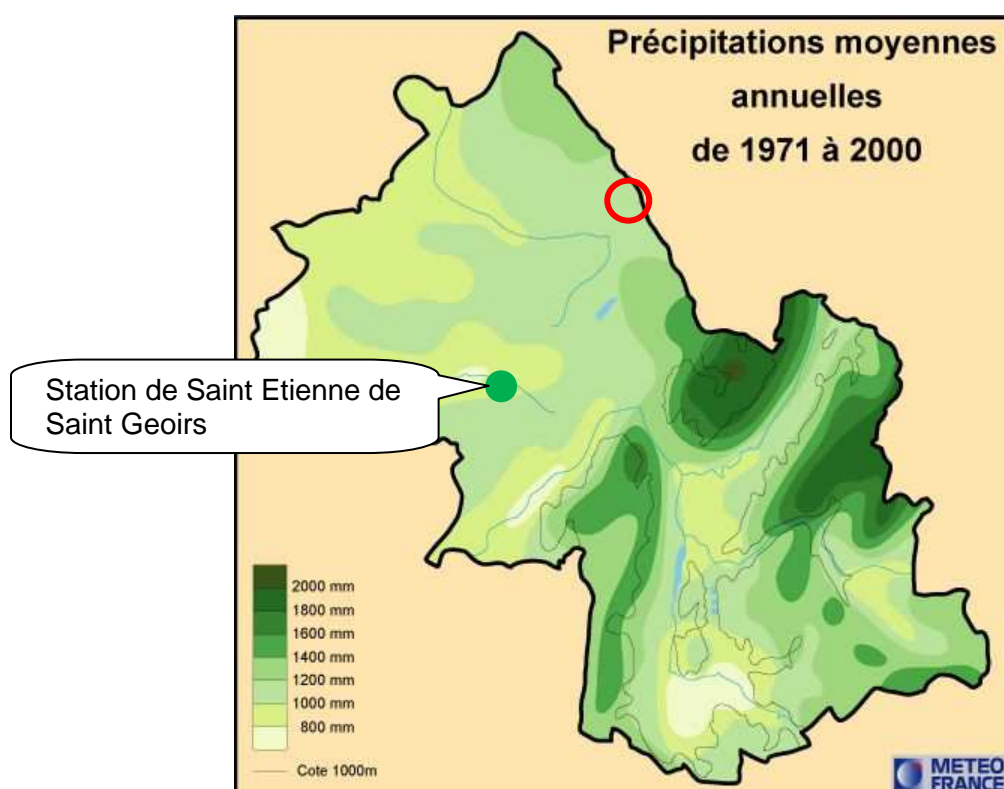 Précipitations moyennes
annuelles
de 1971 à 2000
Station de Saint Etienne de
Saint Geoirs
2000 mm
1800 mm
1600 mm
1400 mm
1200 mm
1000 mm
800 mm
Cote 1000m
METEO
FRANCE